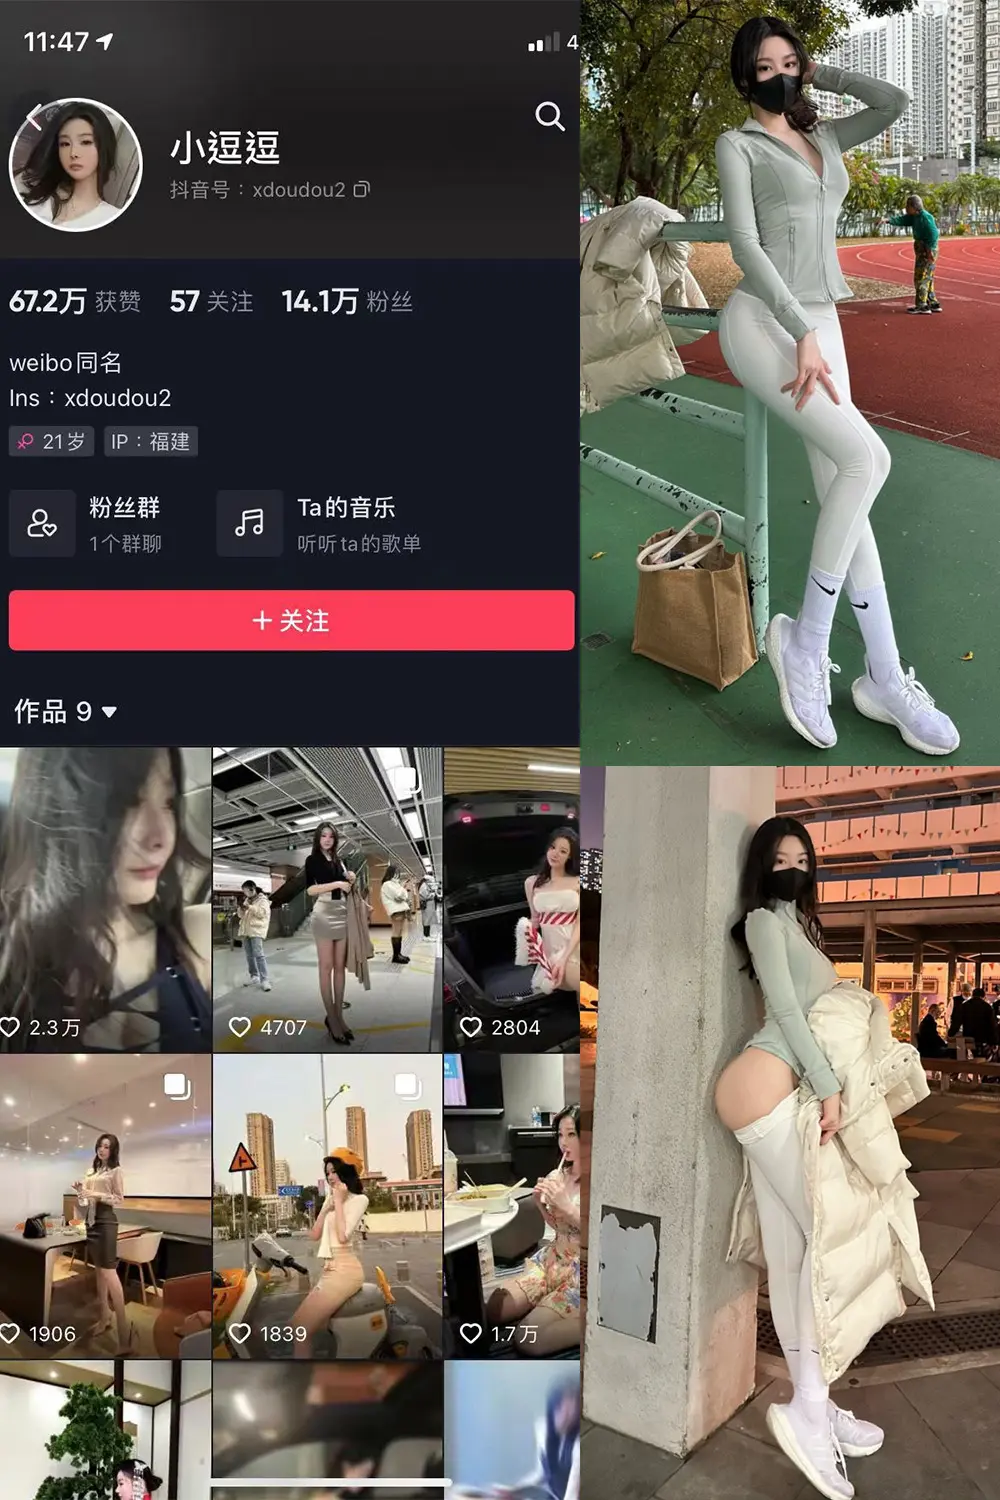 11:47
4
小逗逗
抖音号：xdoudou2
67.2万 获赞 57 关注 14.1万 粉丝
weibo同名
Ins：xdoudou2
21岁 IP：福建
粉丝群
1个群聊
Ta的音乐
听听ta的歌单
+ 关注
作品 9
2.3万
4707
2804
1906
1839
1.7万